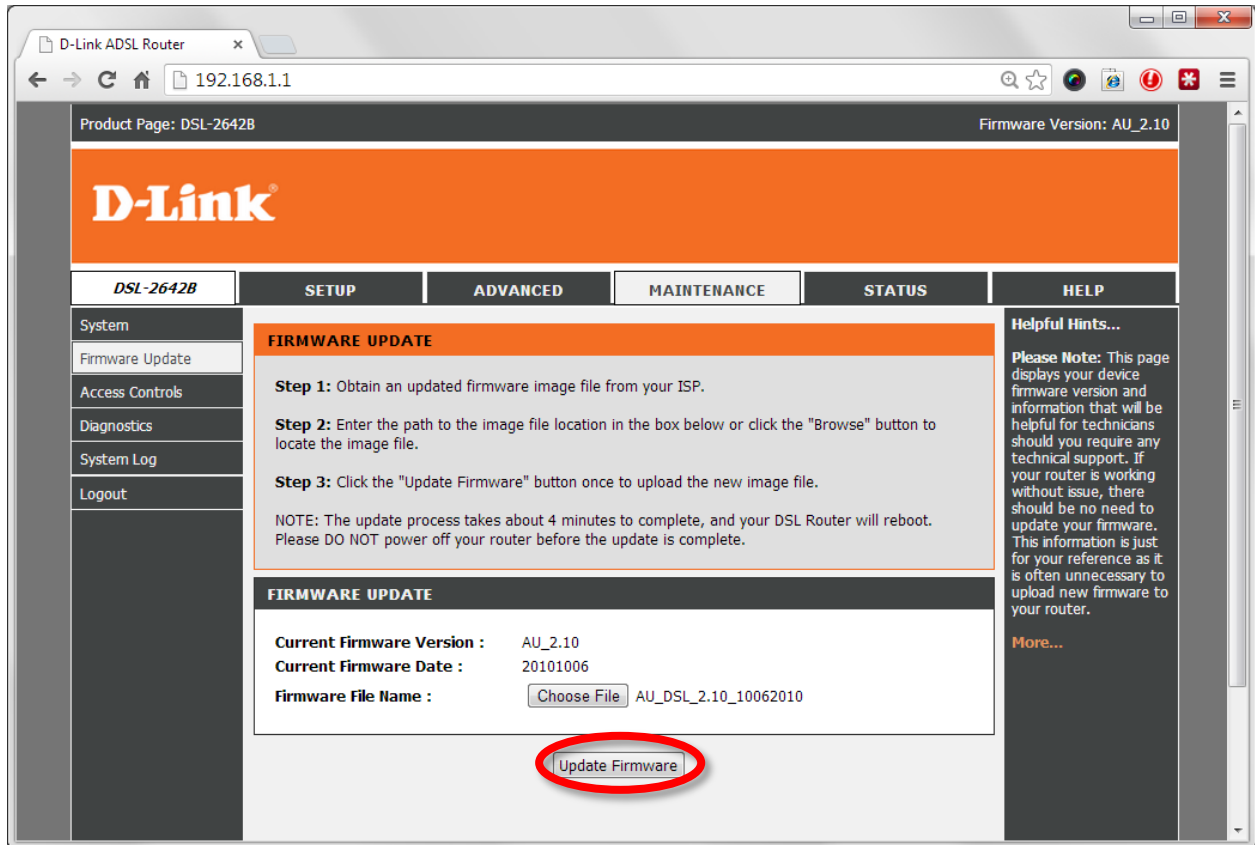 D-Link ADSL Router
192.168.1.1
Product Page: DSL-2642B
Firmware Version: AU_2.10
D-Link®
DSL-2642B
SETUP
ADVANCED
MAINTENANCE
STATUS
HELP
System
Firmware Update
Access Controls
Diagnostics
System Log
Logout
FIRMWARE UPDATE
Step 1: Obtain an updated firmware image file from your ISP.
Step 2: Enter the path to the image file location in the box below or click the "Browse" button to
locate the image file.
Step 3: Click the "Update Firmware" button once to upload the new image file.
NOTE: The update process takes about 4 minutes to complete, and your DSL Router will reboot.
Please DO NOT power off your router before the update is complete.
FIRMWARE UPDATE
Current Firmware Version : AU_2.10
Current Firmware Date : 20101006
Firmware File Name : Choose File AU_DSL_2.10_10062010
Update Firmware
Helpful Hints...
Please Note: This page
displays your device
firmware version and
information that will be
helpful for technicians
should you require any
technical support. If
your router is working
without issue, there
should be no need to
update your firmware.
This information is just
for your reference as it
is often unnecessary to
upload new firmware to
your router.
More...